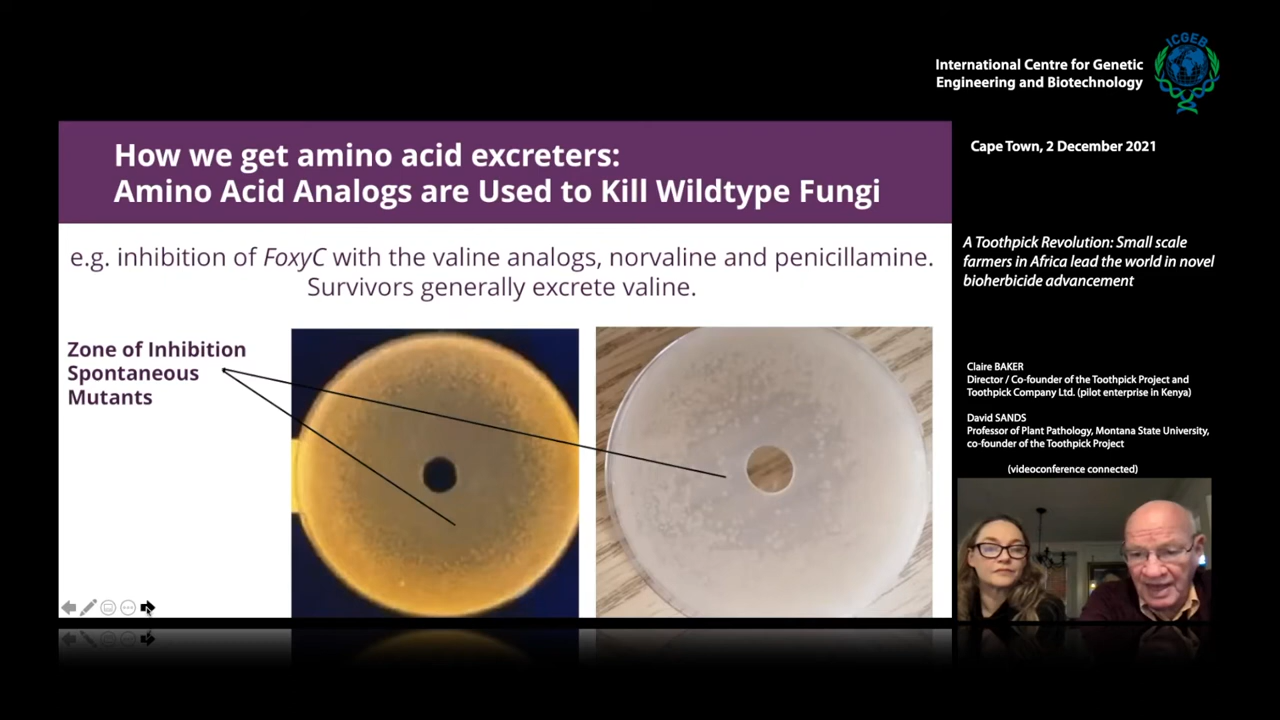 ICGEB
International Centre for Genetic
Engineering and Biotechnology
Cape Town, 2 December 2021
How we get amino acid excreters:
Amino Acid Analogs are Used to Kill Wildtype Fungi
e.g. inhibition of FoxyC with the valine analogs, norvaline and penicillamine.
Survivors generally excrete valine.
Zone of Inhibition
Spontaneous
Mutants
A Toothpick Revolution: Small scale
farmers in Africa lead the world in novel
bioherbicide advancement
Claire BAKER
Director / Co-founder of the Toothpick Project and
Toothpick Company Ltd. (pilot enterprise in Kenya)
David SANDS
Professor of Plant Pathology, Montana State University,
co-founder of the Toothpick Project
(videoconference connected)